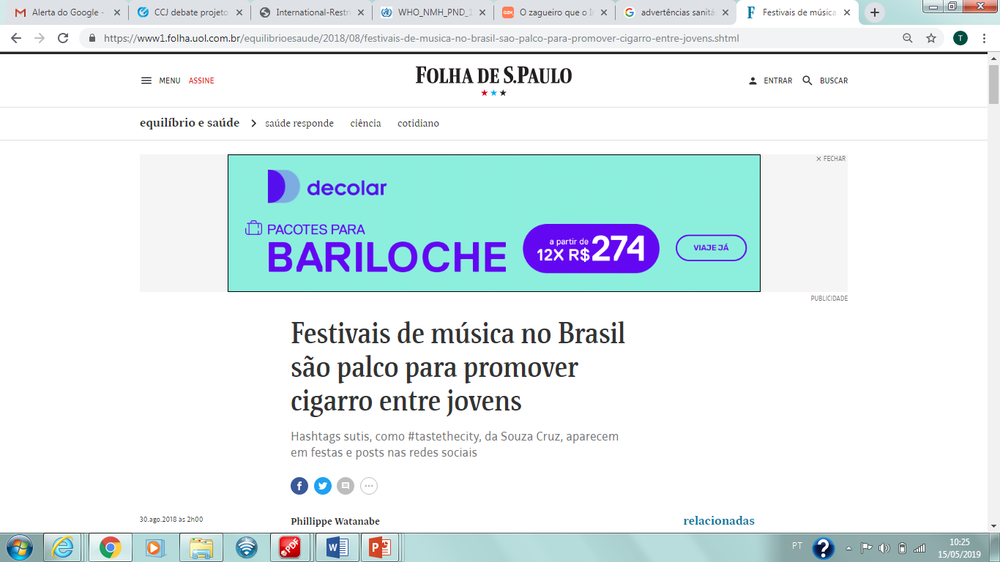 Alerta do Google -
CCJ debate projeto
International-Restr
WHO_NMH_PND_1
GZH
O zagueiro que o I
advertências sanitá
Festivais de música
https://www1.folha.uol.com.br/equilibrioesaude/2018/08/festivais-de-musica-no-brasil-sao-palco-para-promover-cigarro-entre-jovens.shtml
T
MENU ASSINE
FOLHA DE S.PAULO
ENTRAR BUSCAR
equilíbrio e saúde
saúde responde ciência cotidiano
FECHAR
decolar
PACOTES PARA
BARILOCHE
a partir de
12X R$274
VIAJE JÁ
PUBLICIDADE
Festivais de música no Brasil
são palco para promover
cigarro entre jovens
Hashtags sutis, como #tastethecity, da Souza Cruz, aparecem
em festas e posts nas redes sociais
30.ago.2018 às 2h00
Phillippe Watanabe
relacionadas
PDF
PT
10:25
15/05/2019